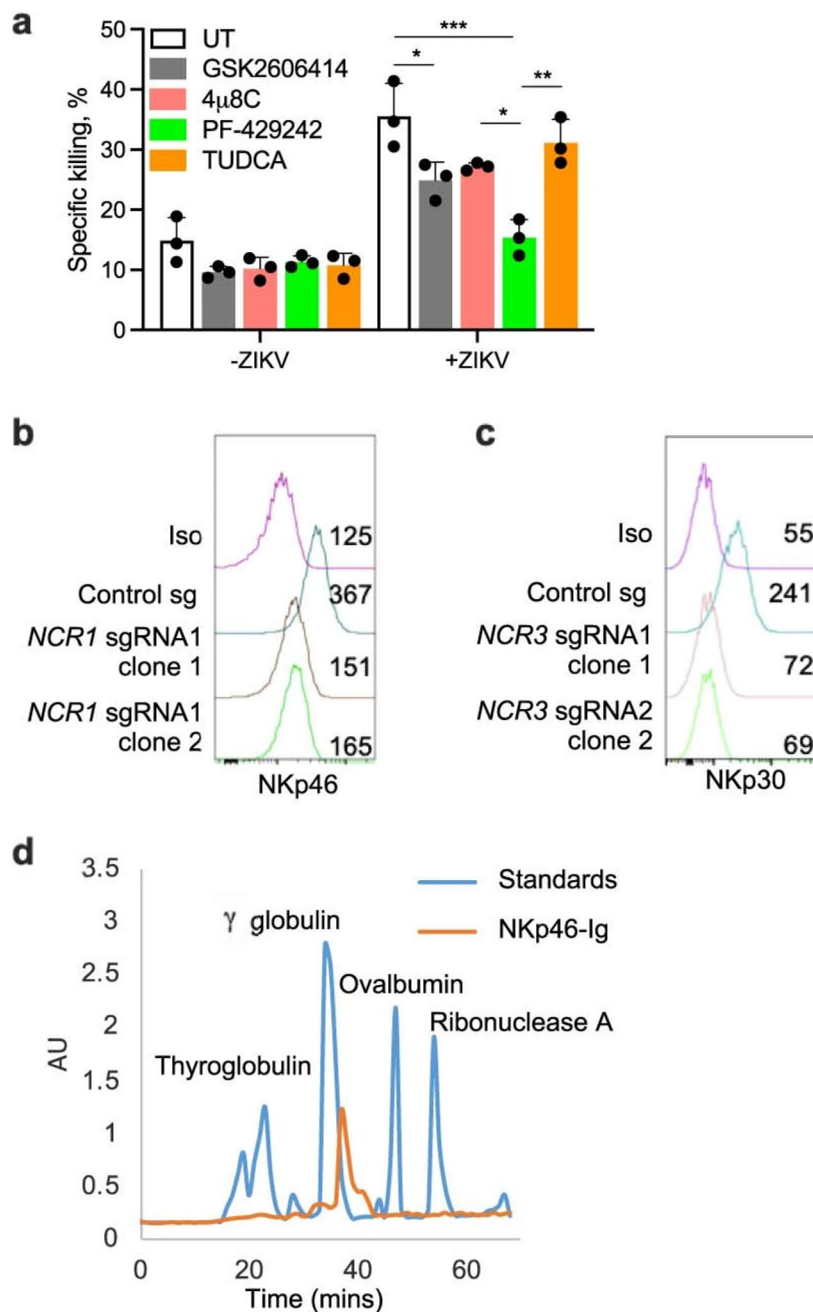 a
50
40
30
20
10
0
Specific killing, %
UT
GSK2606414
4μ8C
PF-429242
TUDCA
***
*
**
*
-ZIKV
+ZIKV
b
Iso
125
Control sg
367
NCR1 sgRNA1
clone 1
151
NCR1 sgRNA1
clone 2
165
NKp46
c
Iso
55
Control sg
241
NCR3 sgRNA1
clone 1
72
NCR3 sgRNA2
clone 2
69
NKp30
d
3.5
3
2.5
2
1.5
1
0.5
0
AU
Standards
NKp46-Ig
γ globulin
Ovalbumin
Ribonuclease A
Thyroglobulin
0 20 40 60
Time (mins)